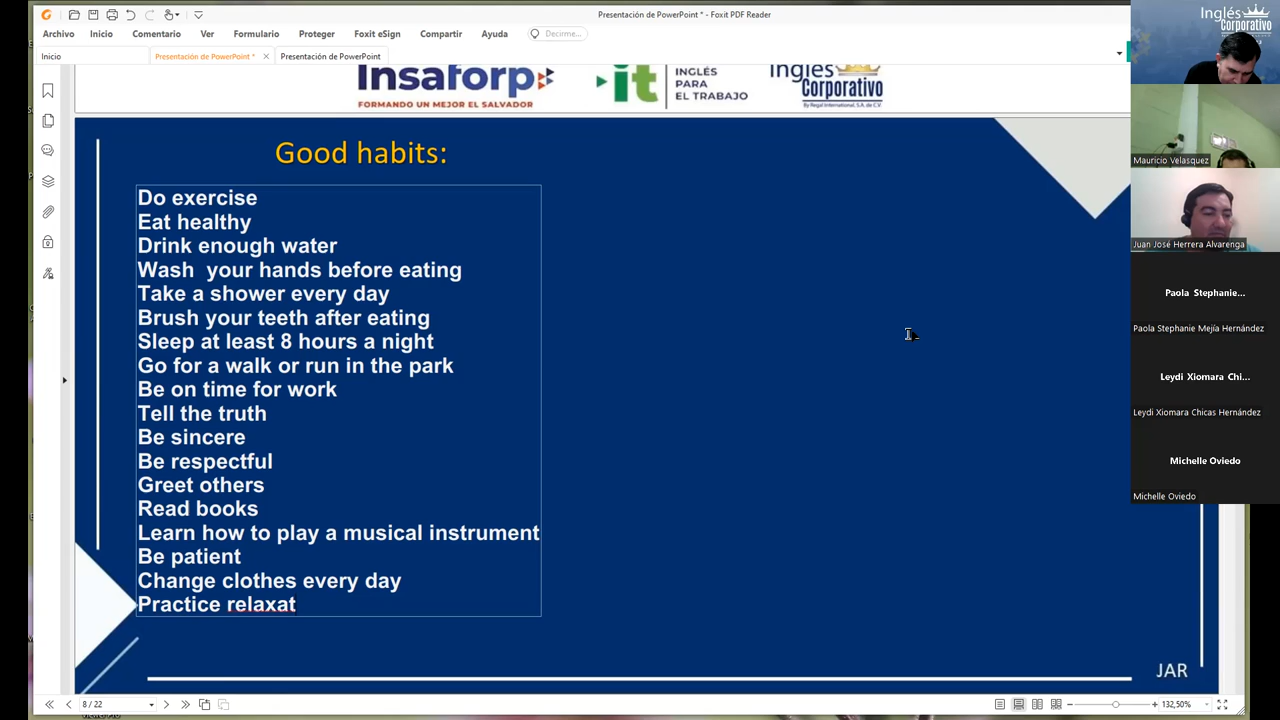 Presentación de PowerPoint * - Foxit PDF Reader
Archivo Inicio Comentario Ver Formulario Proteger Foxit eSign Compartir Ayuda Decirme...
Inicio Presentación de PowerPoint * Presentación de PowerPoint
Insaforp
FORMANDO UN MEJOR EL SALVADOR
it
INGLÉS
PARA
EL TRABAJO
Inglés
Corporativo
By Regal International, S.A. de C.V.
Good habits:
Do exercise
Eat healthy
Drink enough water
Wash  your hands before eating
Take a shower every day
Brush your teeth after eating
Sleep at least 8 hours a night
Go for a walk or run in the park
Be on time for work
Tell the truth
Be sincere
Be respectful
Greet others
Read books
Learn how to play a musical instrument
Be patient
Change clothes every day
Practice relaxat
JAR
8 / 22
132,50%
Inglés
Corporativo
Mauricio Velasquez
Juan José Herrera Alvarenga
Paola Stephanie...
Paola Stephanie Mejía Hernández
Leydi Xiomara Chi...
Leydi Xiomara Chicas Hernández
Michelle Oviedo
Michelle Oviedo